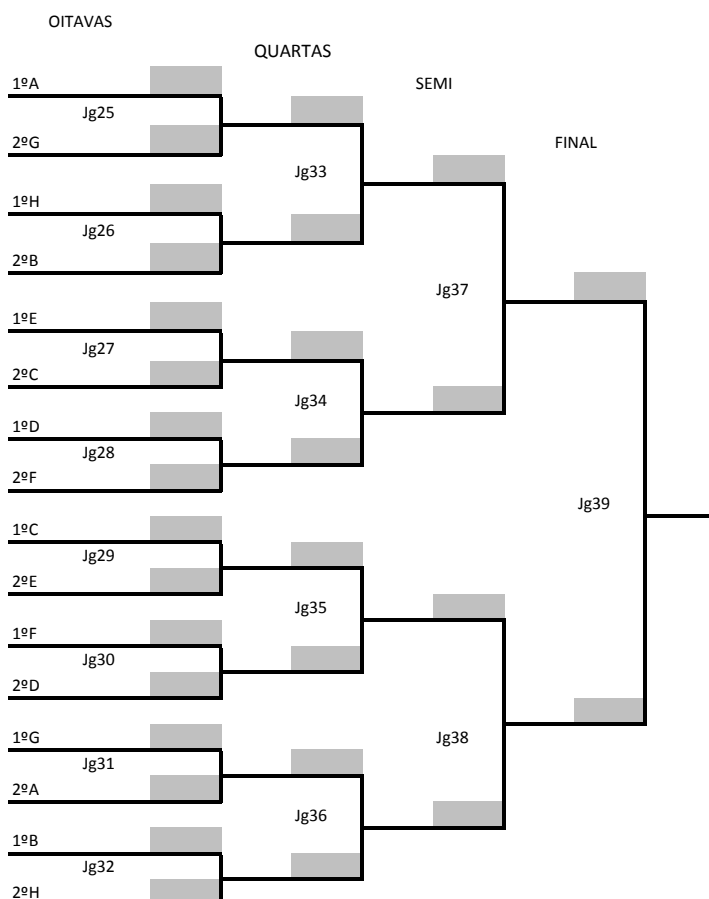 OITAVAS
QUARTAS
SEMI
FINAL
1ºA
Jg25
2ºG
Jg33
1ºH
Jg26
2ºB
Jg37
1ºE
Jg27
2ºC
Jg34
1ºD
Jg28
2ºF
Jg39
1ºC
Jg29
2ºE
Jg35
1ºF
Jg30
2ºD
Jg38
1ºG
Jg31
2ºA
Jg36
1ºB
Jg32
2ºH